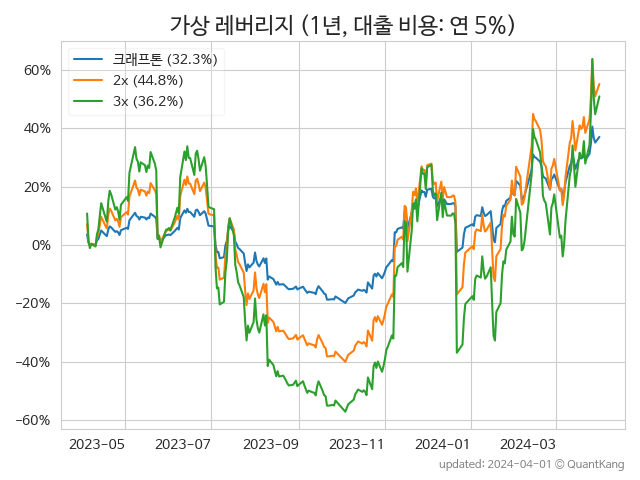 가상 레버리지 (1년, 대출 비용: 연 5%)
크래프톤 (32.3%)
2x (44.8%)
3x (36.2%)
60%
40%
20%
0%
−20%
−40%
−60%
2023-05 2023-07 2023-09 2023-11 2024-01 2024-03
updated: 2024-04-01 © QuantKang